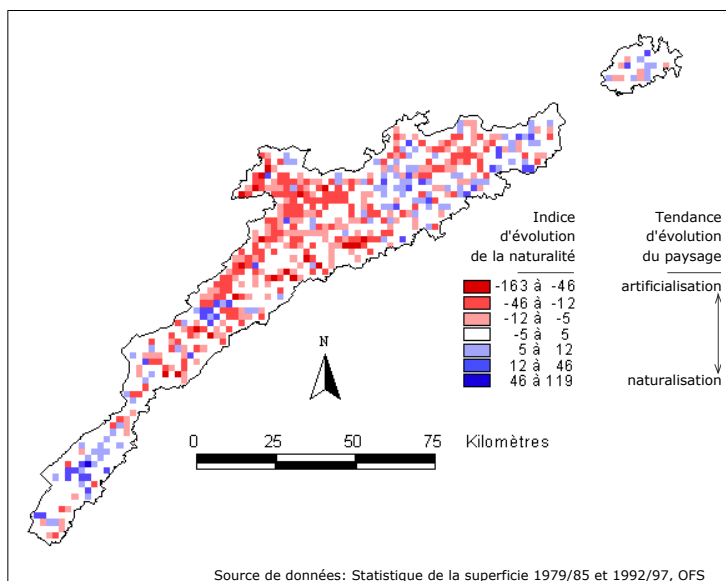 Indice
d'évolution
de la naturalité
Tendance
d'évolution
du paysage
-163 à -46
-46 à -12
-12 à -5
-5 à 5
5 à 12
12 à 46
46 à 119
artificialisation
naturalisation
N
0 25 50 75 Kilomètres
Source de données: Statistique de la superficie 1979/85 et 1992/97, OFS